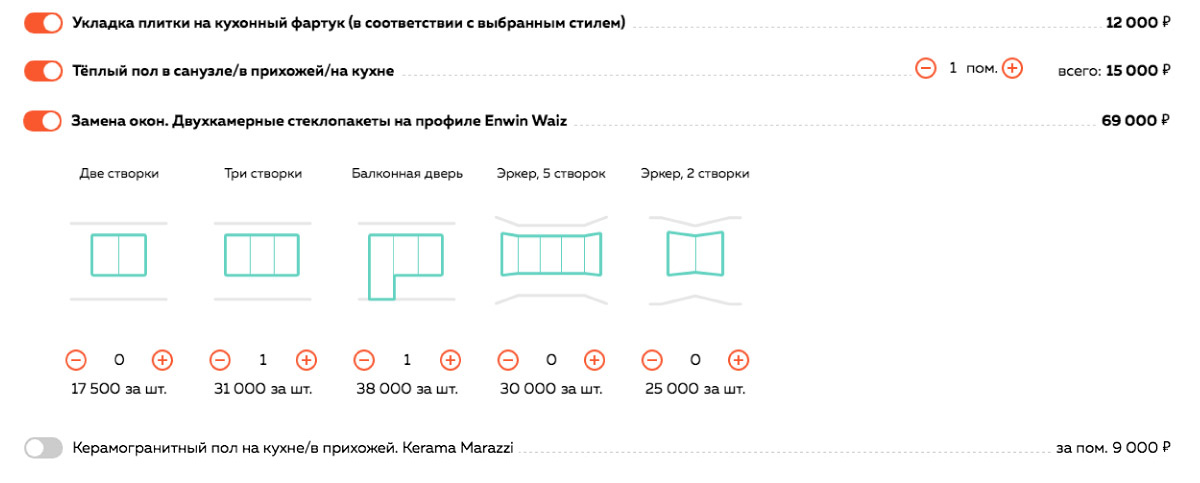 Укладка плитки на кухонный фартук (в соответствии с выбранным стилем) 12 000 ₽
Тёплый пол в санузле/в прихожей/на кухне 1 пом. всего: 15 000 ₽
Замена окон. Двухкамерные стеклопакеты на профиле Enwin Waiz 69 000 ₽
Две створки Три створки Балконная дверь Эркер, 5 створок Эркер, 2 створки
0 1 1 0 0
17 500 за шт. 31 000 за шт. 38 000 за шт. 30 000 за шт. 25 000 за шт.
Керамогранитный пол на кухне/в прихожей. Kerama Marazzi за пом. 9 000 ₽